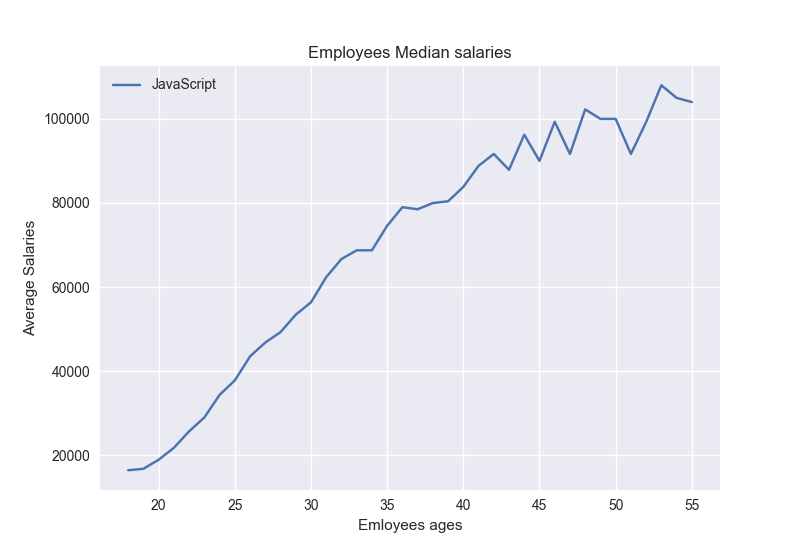 Employees Median salaries
JavaScript
Average Salaries
100000
80000
60000
40000
20000
20 25 30 35 40 45 50 55
Emloyees ages